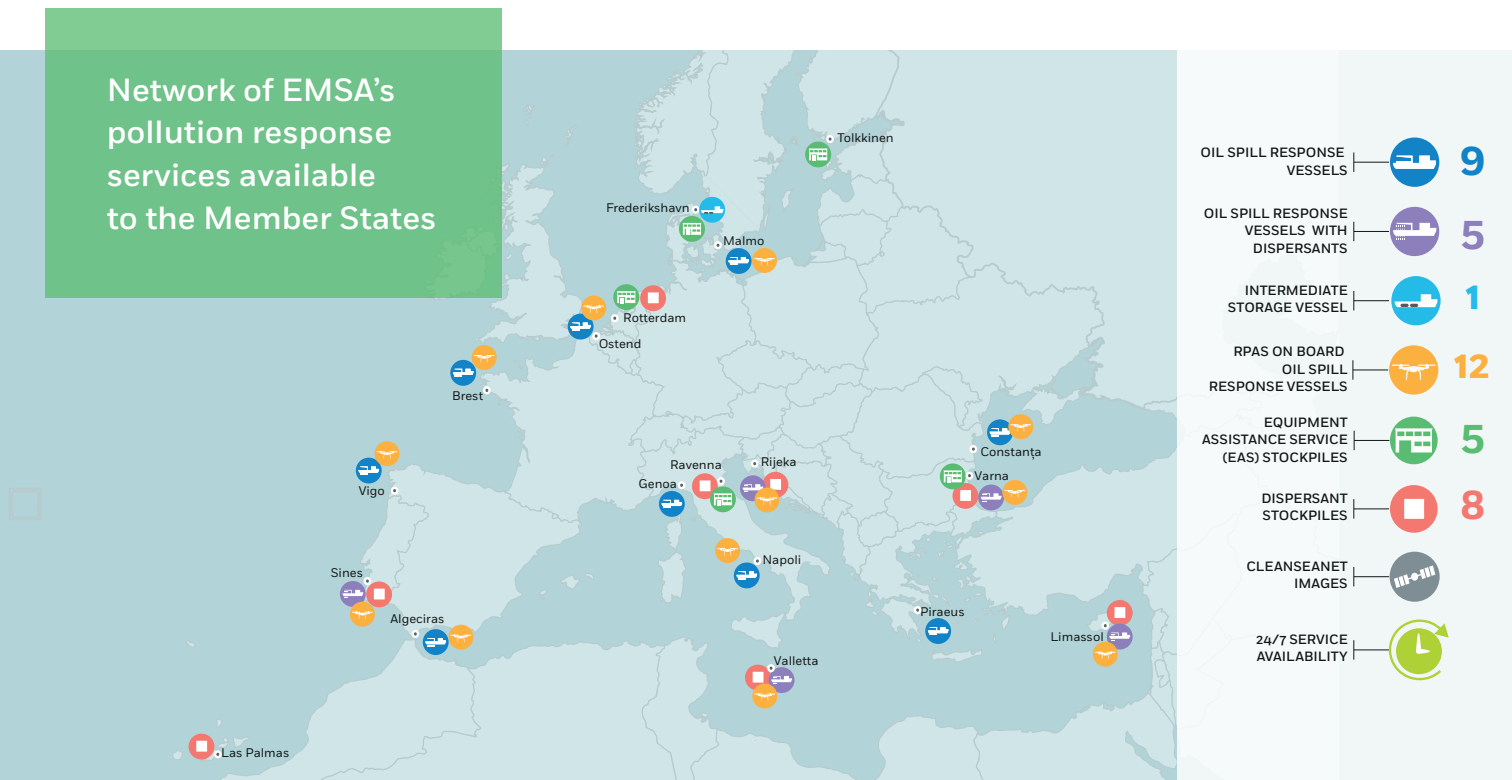 Network of EMSA’s
pollution response
services available
to the Member States
Tolkkinen
Frederikshavn
Malmo
Rotterdam
Ostend
Brest
Constanța
Vigo
Ravenna
Rijeka
Genoa
Varna
Napoli
Sines
Algeciras
Piraeus
Limassol
Valletta
Las Palmas
OIL SPILL RESPONSE
VESSELS
9
OIL SPILL RESPONSE
VESSELS WITH
DISPERSANTS
5
INTERMEDIATE
STORAGE VESSEL
1
RPAS ON BOARD
OIL SPILL
RESPONSE VESSELS
12
EQUIPMENT
ASSISTANCE SERVICE
(EAS) STOCKPILES
5
DISPERSANT
STOCKPILES
8
CLEANSEANET
IMAGES
24/7 SERVICE
AVAILABILITY